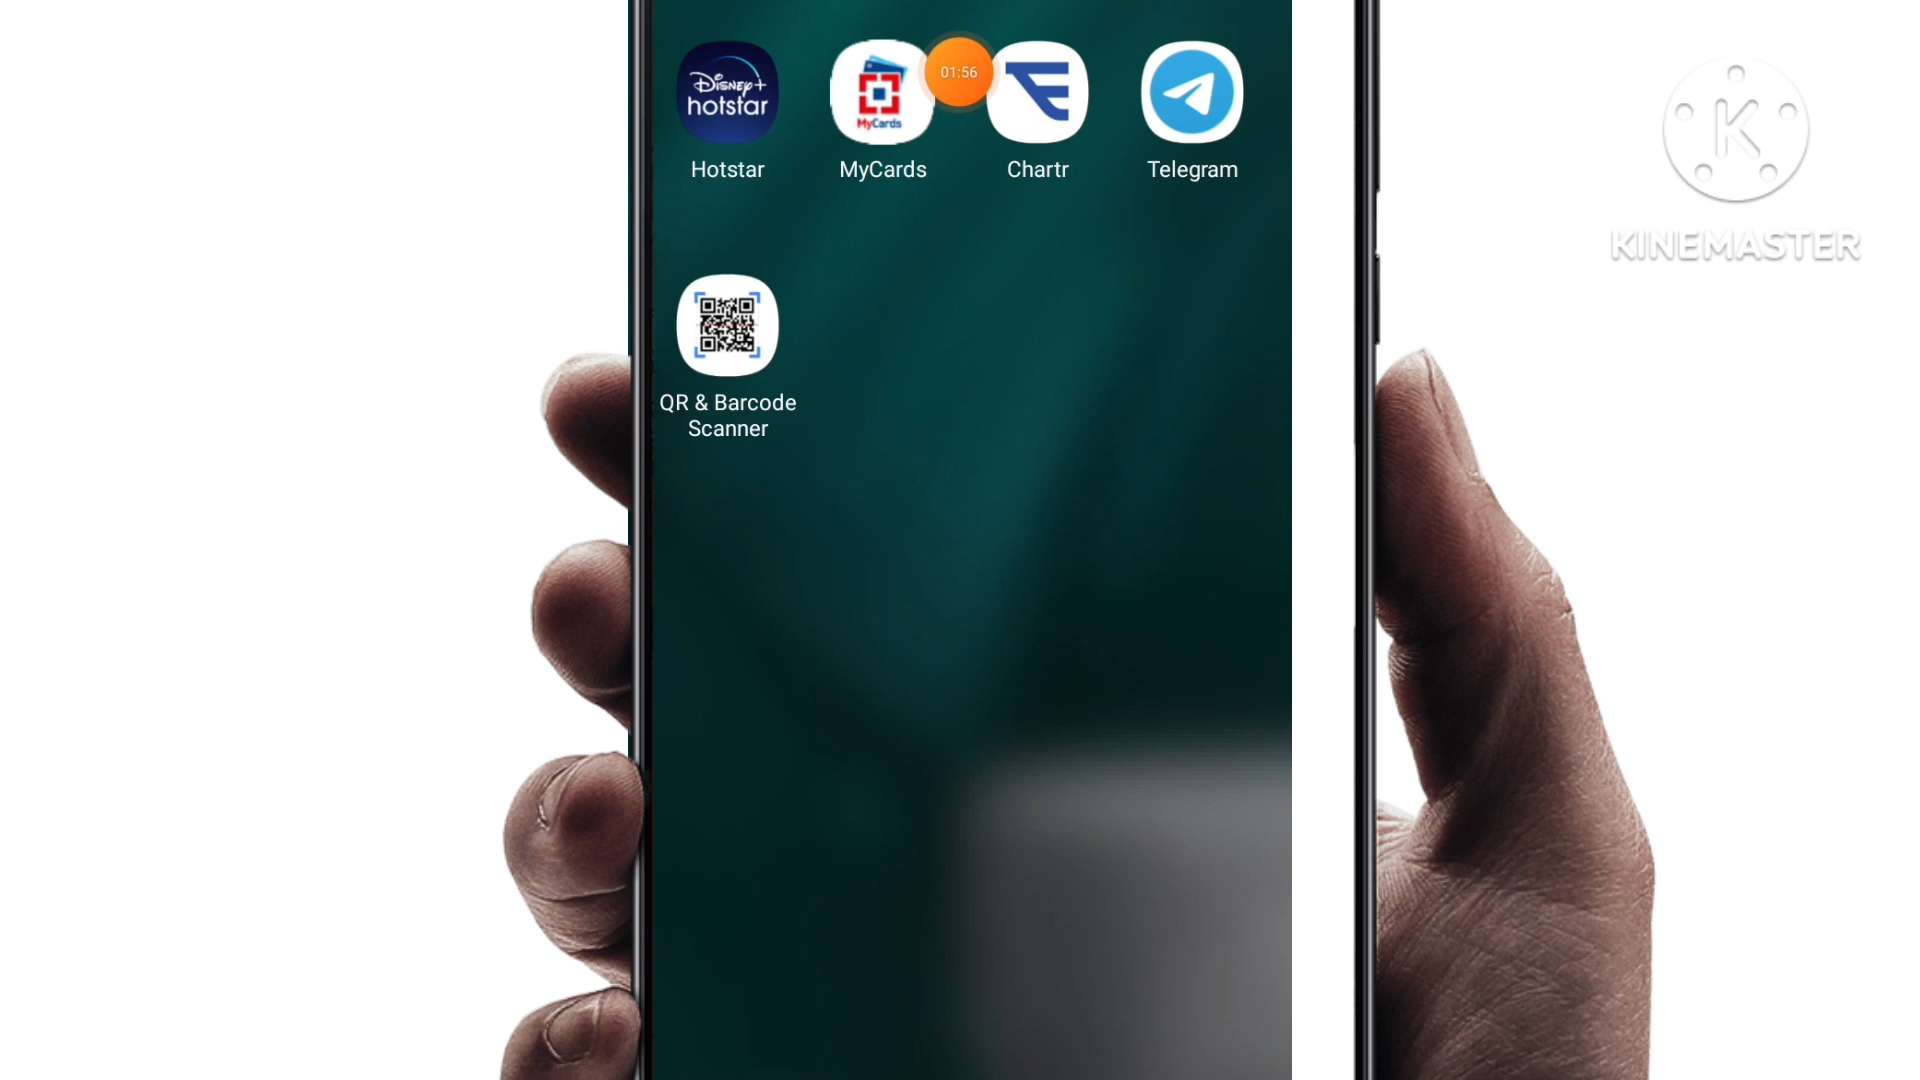 Disney+
hotstar
MyCards
01:56
K
Hotstar
MyCards
Chartr
Telegram
KINEMASTER
QR & Barcode
Scanner